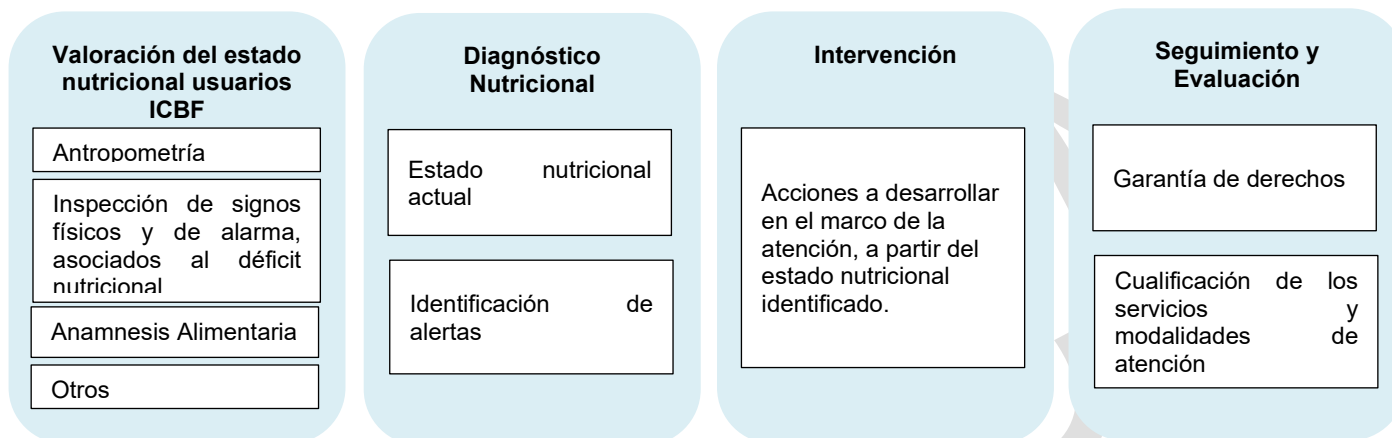 Valoración del estado
nutricional usuarios
ICBF
Antropometría
Inspección de signos
físicos y de alarma,
asociados al déficit
nutricional
Anamnesis Alimentaria
Otros
Diagnóstico
Nutricional
Estado nutricional
actual
Identificación de
alertas
Intervención
Acciones a desarrollar
en el marco de la
atención, a partir del
estado nutricional
identificado.
Seguimiento y
Evaluación
Garantía de derechos
Cualificación de los
servicios y
modalidades de
atención